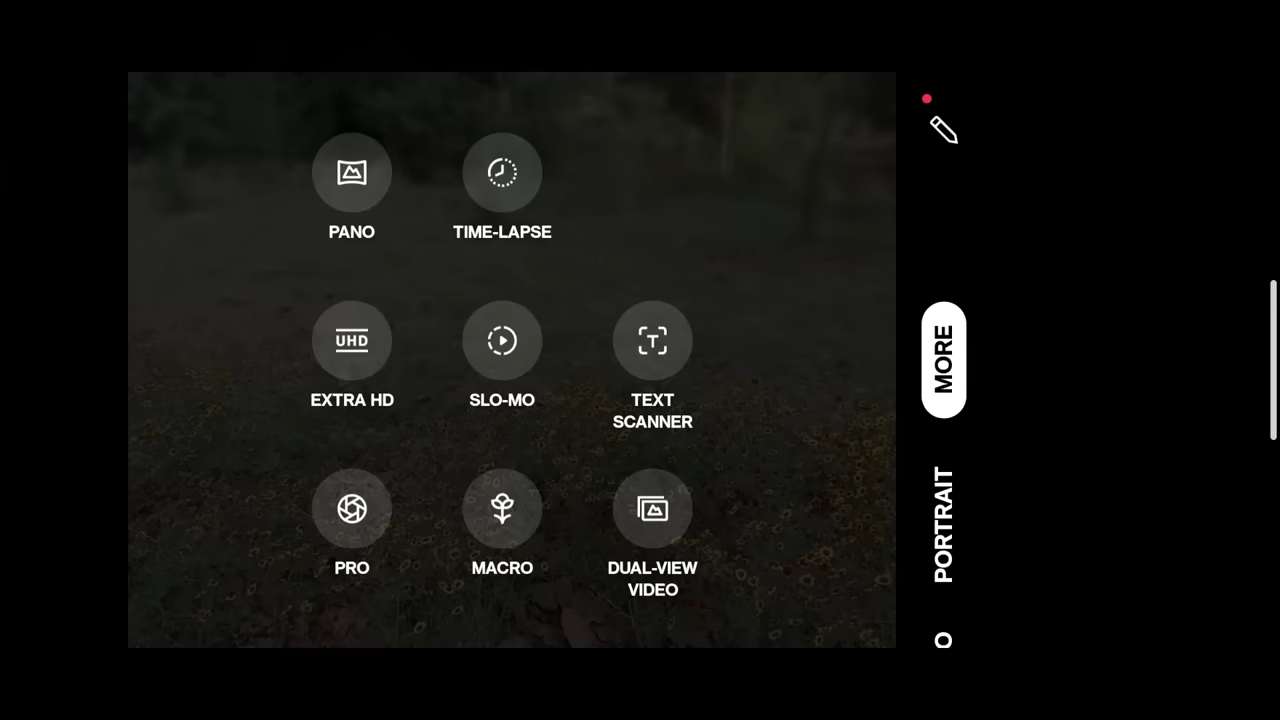 PANO
TIME-LAPSE
UHD
EXTRA HD
SLO-MO
T
TEXT
SCANNER
PRO
MACRO
DUAL-VIEW
VIDEO
MORE
PORTRAIT
O